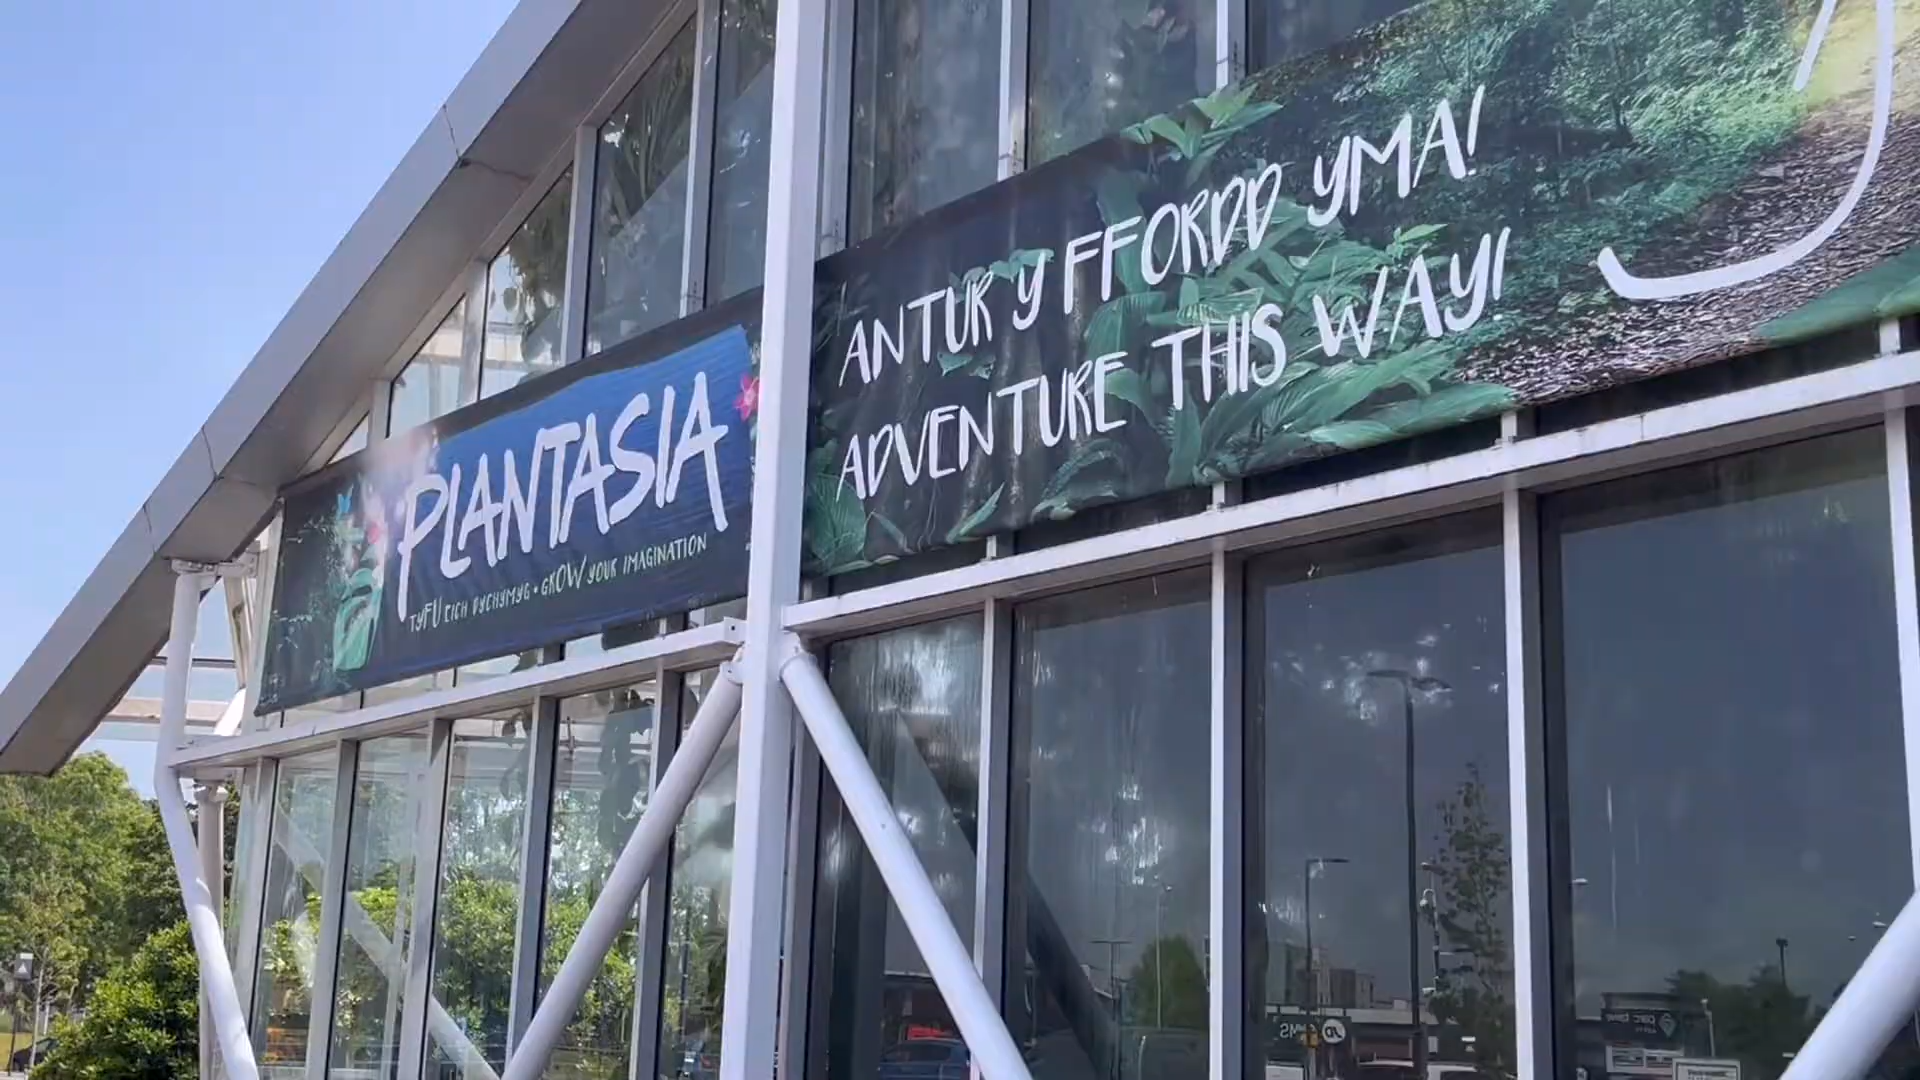 PLANTASIA
TYFU EICH DYCHYMYG • GROW YOUR IMAGINATION
ANTUR Y FFORDD YMA!
ADVENTURE THIS WAY!